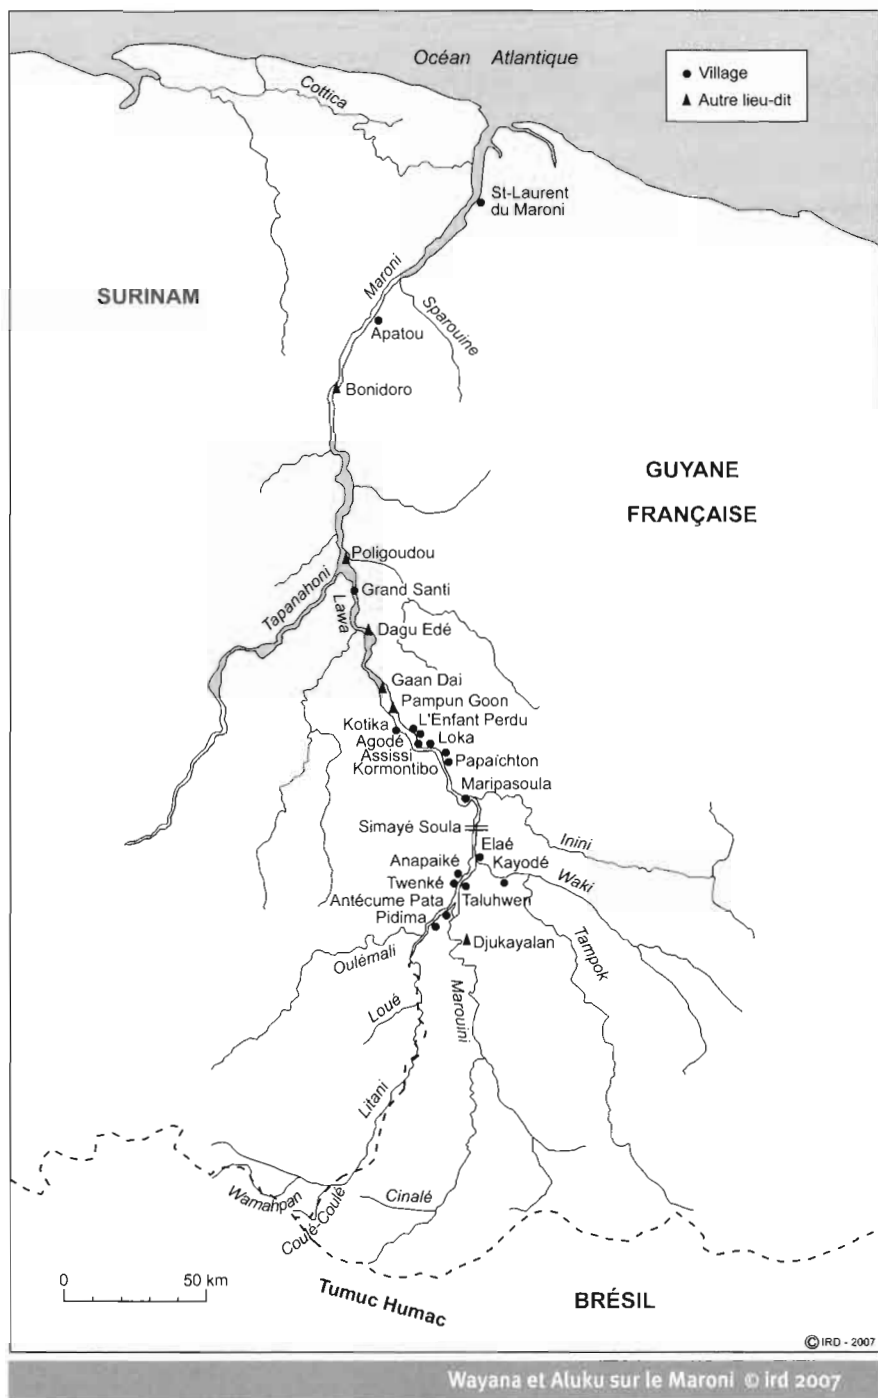 Océan Atlantique
Village
Autre lieu-dit
Cottica
St-Laurent
du Maroni
Maroni
SURINAM
Sparouine
Apatou
Bonidoro
GUYANE
FRANÇAISE
Poligoudou
Tapanahoni
Grand Santi
Lawa
Dagu Edé
Gaan Dai
Pampun Goon
L'Enfant Perdu
Kotika
Agodé
Loka
Assissi
Kormontibo
Papaíchton
Maripasoula
Simayé Soula
Inini
Elaé
Anapaiké
Kayodé
Waki
Twenké
Taluhwen
Antécume Pata
Pidima
Djukayalan
Oulémali
Tampok
Loué
Marouini
Litani
Wamahpan
Coulé-Coulé
Cinalé
0 50 km
Tumuc Humac
BRÉSIL
© IRD - 2007
Wayana et Aluku sur le Maroni © ird 2007